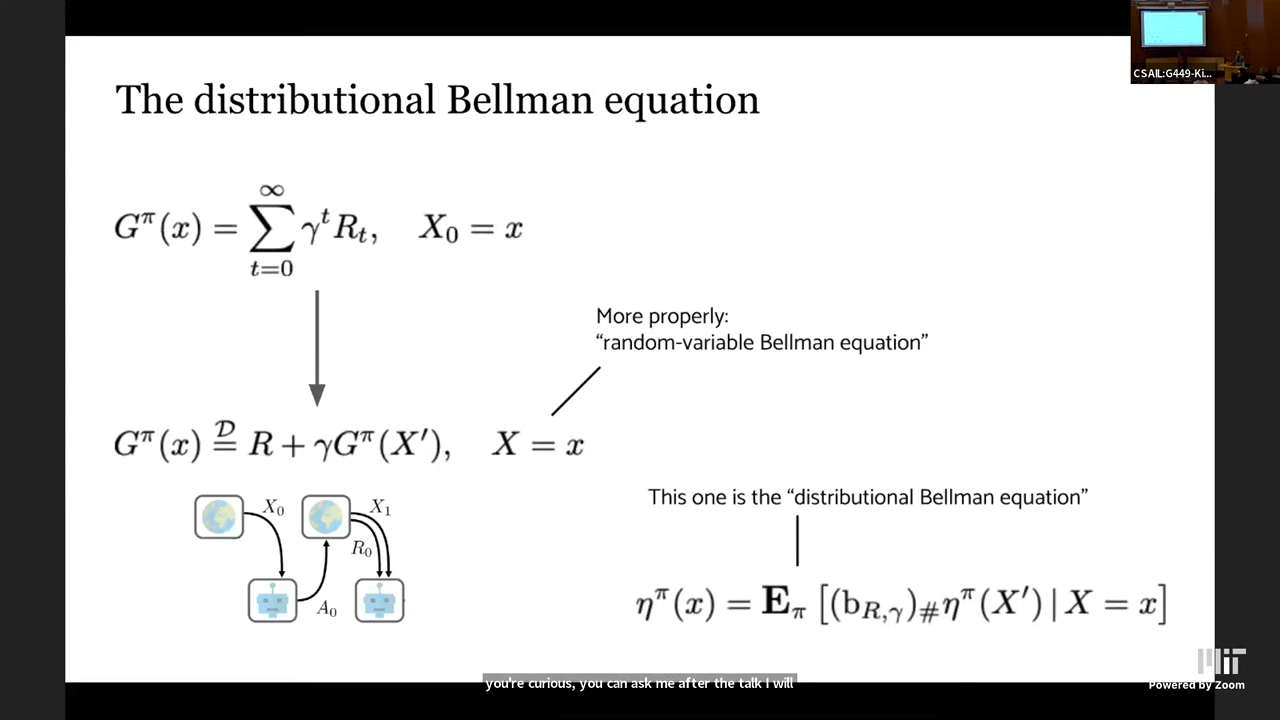 CSAIL:G449-Ki...
The distributional Bellman equation
∞
G^π(x) = ∑ γ^t R_t, X_0 = x
t=0
More properly:
“random-variable Bellman equation”
G^π(x) =^D R + γG^π(X′), X = x
X_0 X_1
R_0
A_0
This one is the “distributional Bellman equation”
η^π(x) = E_π [(b_{R,γ})_# η^π(X′) | X = x]
MIT
Powered by Zoom
you're curious, you can ask me after the talk I will